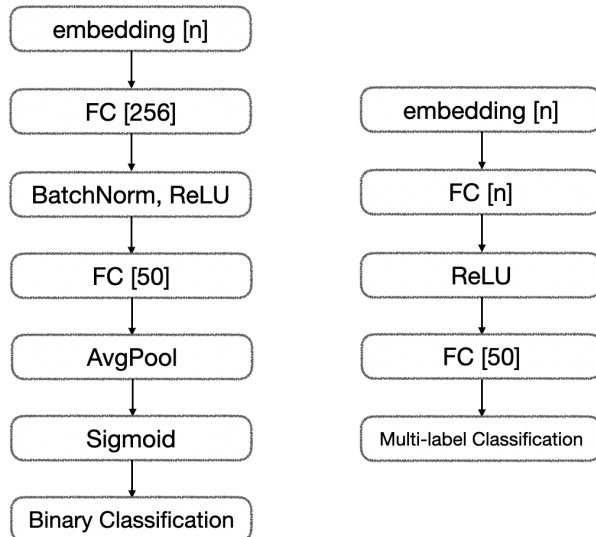 embedding [n]
FC [256]
BatchNorm, ReLU
FC [50]
AvgPool
Sigmoid
Binary Classification
embedding [n]
FC [n]
ReLU
FC [50]
Multi-label Classification